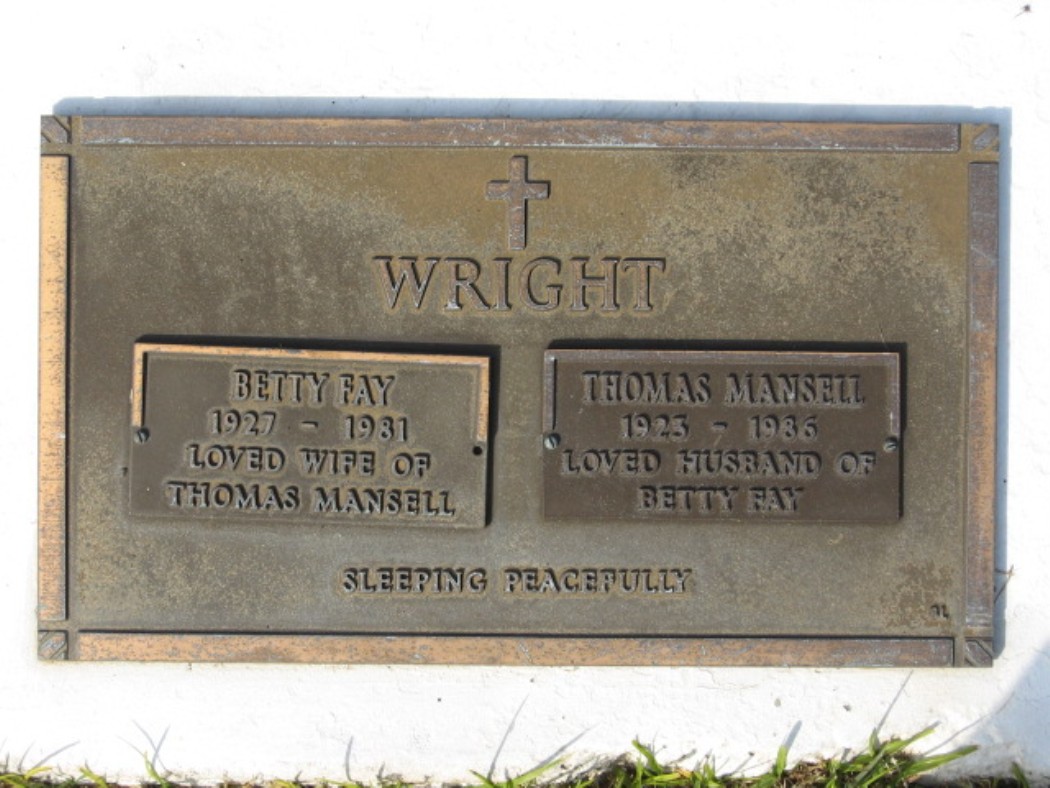 WRIGHT
BETTY FAY
1927 - 1981
LOVED WIFE OF
THOMAS MANSELL
THOMAS MANSELL
1923 - 1986
LOVED HUSBAND OF
BETTY FAY
SLEEPING PEACEFULLY